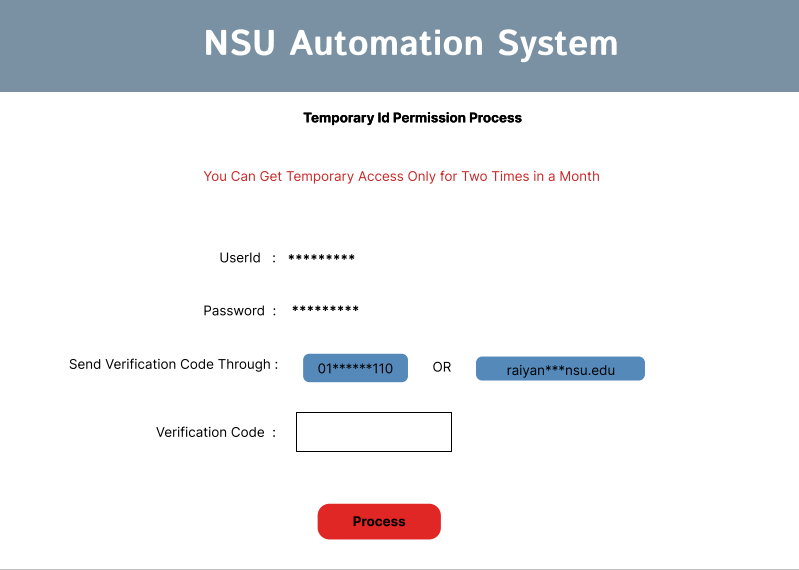 NSU Automation System
Temporary Id Permission Process
You Can Get Temporary Access Only for Two Times in a Month
UserId : *********
Password : *********
Send Verification Code Through : 01******110 OR raiyan***nsu.edu
Verification Code :
Process